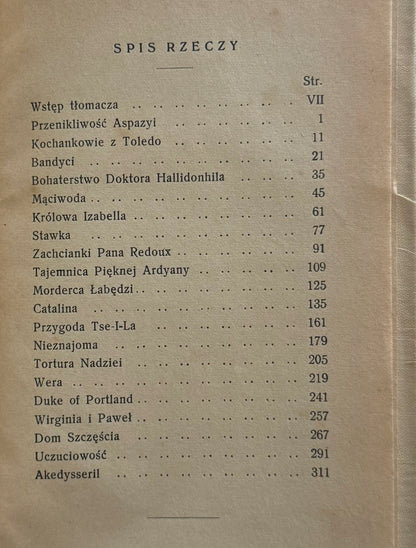 SPIS RZECZY
Str.
Wstęp tłomacza .. .. .. .. .. .. .. .. VII
Przenikliwość Aspazyi .. .. .. .. .. .. 1
Kochankowie z Toledo .. .. .. .. .. .. 11
Bandyci .. .. .. .. .. .. .. .. .. .. 21
Bohaterstwo Doktora Hallidonhila .. .. .. .. 35
Mąciwoda .. .. .. .. .. .. .. .. .. 45
Królowa Izabella .. .. .. .. .. .. .. .. 61
Stawka .. .. .. .. .. .. .. .. .. .. 77
Zachcianki Pana Redoux .. .. .. .. .. .. 91
Tajemnica Pięknej Ardyany .. .. .. .. .. 109
Morderca Łabędzi .. .. .. .. .. .. .. .. 125
Catalina .. .. .. .. .. .. .. .. .. 135
Przygoda Tse-I-La .. .. .. .. .. .. .. 161
Nieznajoma .. .. .. .. .. .. .. .. 179
Tortura Nadziei .. .. .. .. .. .. .. .. 205
Wera .. .. .. .. .. .. .. .. .. .. .. 219
Duke of Portland .. .. .. .. .. .. .. .. 241
Wirginia i Paweł .. .. .. .. .. .. .. .. 257
Dom Szczęścia .. .. .. .. .. .. .. .. 267
Uczuciowość .. .. .. .. .. .. .. .. 291
Akedysseril .. .. .. .. .. .. .. .. .. 311